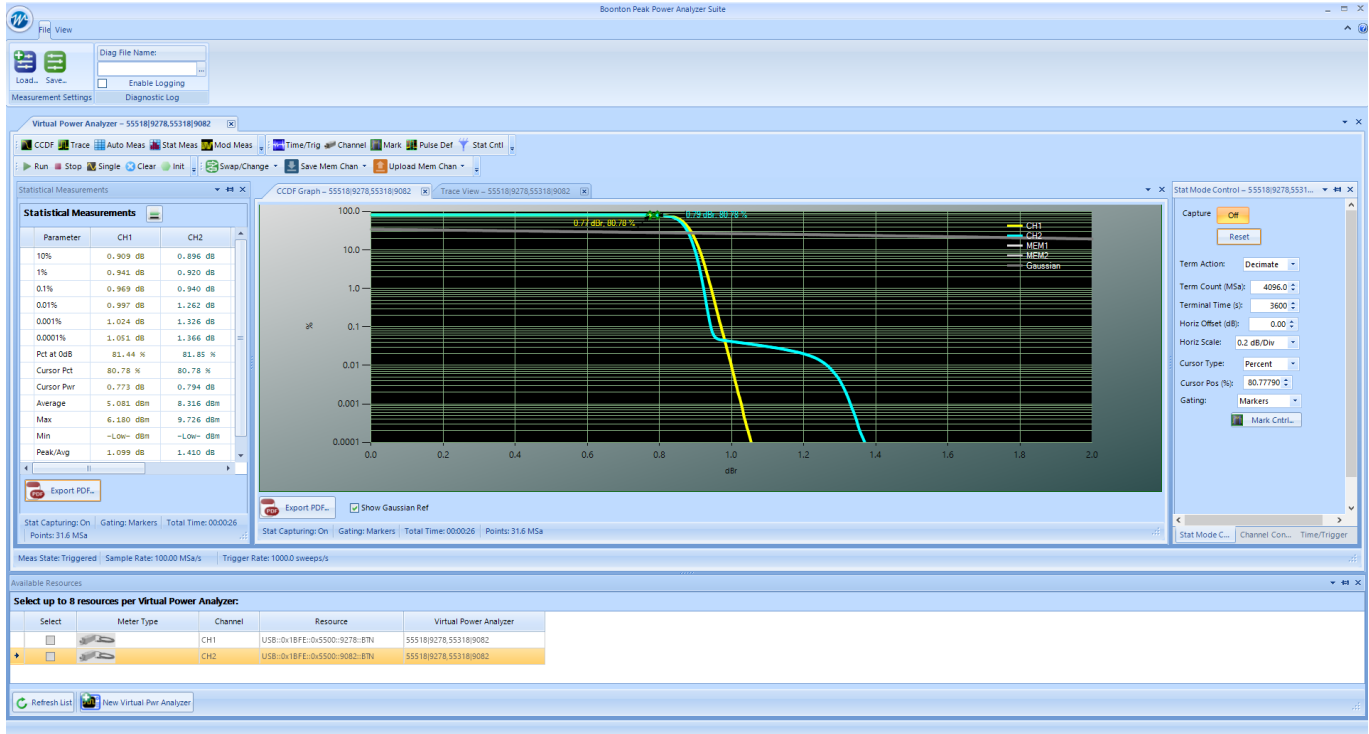 Boonton Peak Power Analyzer Suite
File View
Diag File Name:
...
Load... Save...
Enable Logging
Measurement Settings Diagnostic Log
Virtual Power Analyzer – 55518|9278,55318|9082
CCDF Trace Auto Meas Stat Meas Mod Meas Time/Trig Channel Mark Pulse Def Stat Cntl
Run Stop Single Clear Init Swap/Change Save Mem Chan Upload Mem Chan
Statistical Measurements
Statistical Measurements
Parameter CH1 CH2
10% 0.909 dB 0.896 dB
1% 0.941 dB 0.920 dB
0.1% 0.969 dB 0.940 dB
0.01% 0.997 dB 1.262 dB
0.001% 1.024 dB 1.326 dB
0.0001% 1.051 dB 1.366 dB
Pct at 0dB 81.44 % 81.85 %
Cursor Pct 80.78 % 80.78 %
Cursor Pwr 0.773 dB 0.794 dB
Average 5.081 dBm 8.316 dBm
Max 6.180 dBm 9.726 dBm
Min -Low- dBm -Low- dBm
Peak/Avg 1.099 dB 1.410 dB
PDF Export PDF...
Stat Capturing: On Gating: Markers Total Time: 00:00:26
Points: 31.6 MSa
CCDF Graph – 55518|9278,55318|9082 Trace View – 55518|9278,55318|9082
100.0
10.0
1.0
0.1
0.01
0.001
0.0001
%
0.77 dBr, 80.78 %
0.79 dBr, 80.78 %
CH1
CH2
MEM1
MEM2
Gaussian
0.0 0.2 0.4 0.6 0.8 1.0 1.2 1.4 1.6 1.8 2.0
dBr
PDF Export PDF... Show Gaussian Ref
Stat Capturing: On Gating: Markers Total Time: 00:00:26 Points: 31.6 MSa
Stat Mode Control – 55518|9278,5531...
Capture Off
Reset
Term Action: Decimate
Term Count (MSa): 4096.0
Terminal Time (s): 3600
Horiz Offset (dB): 0.00
Horiz Scale: 0.2 dB/Div
Cursor Type: Percent
Cursor Pos (%): 80.77790
Gating: Markers
Mark Cntrl...
Stat Mode C... Channel Con... Time/Trigger
Meas State: Triggered Sample Rate: 100.00 MSa/s Trigger Rate: 1000.0 sweeps/s
Available Resources
Select up to 8 resources per Virtual Power Analyzer:
Select Meter Type Channel Resource Virtual Power Analyzer
CH1 USB::0x1BFE::0x5500::9278::BTN 55518|9278,55318|9082
CH2 USB::0x1BFE::0x5500::9082::BTN 55518|9278,55318|9082
Refresh List New Virtual Pwr Analyzer